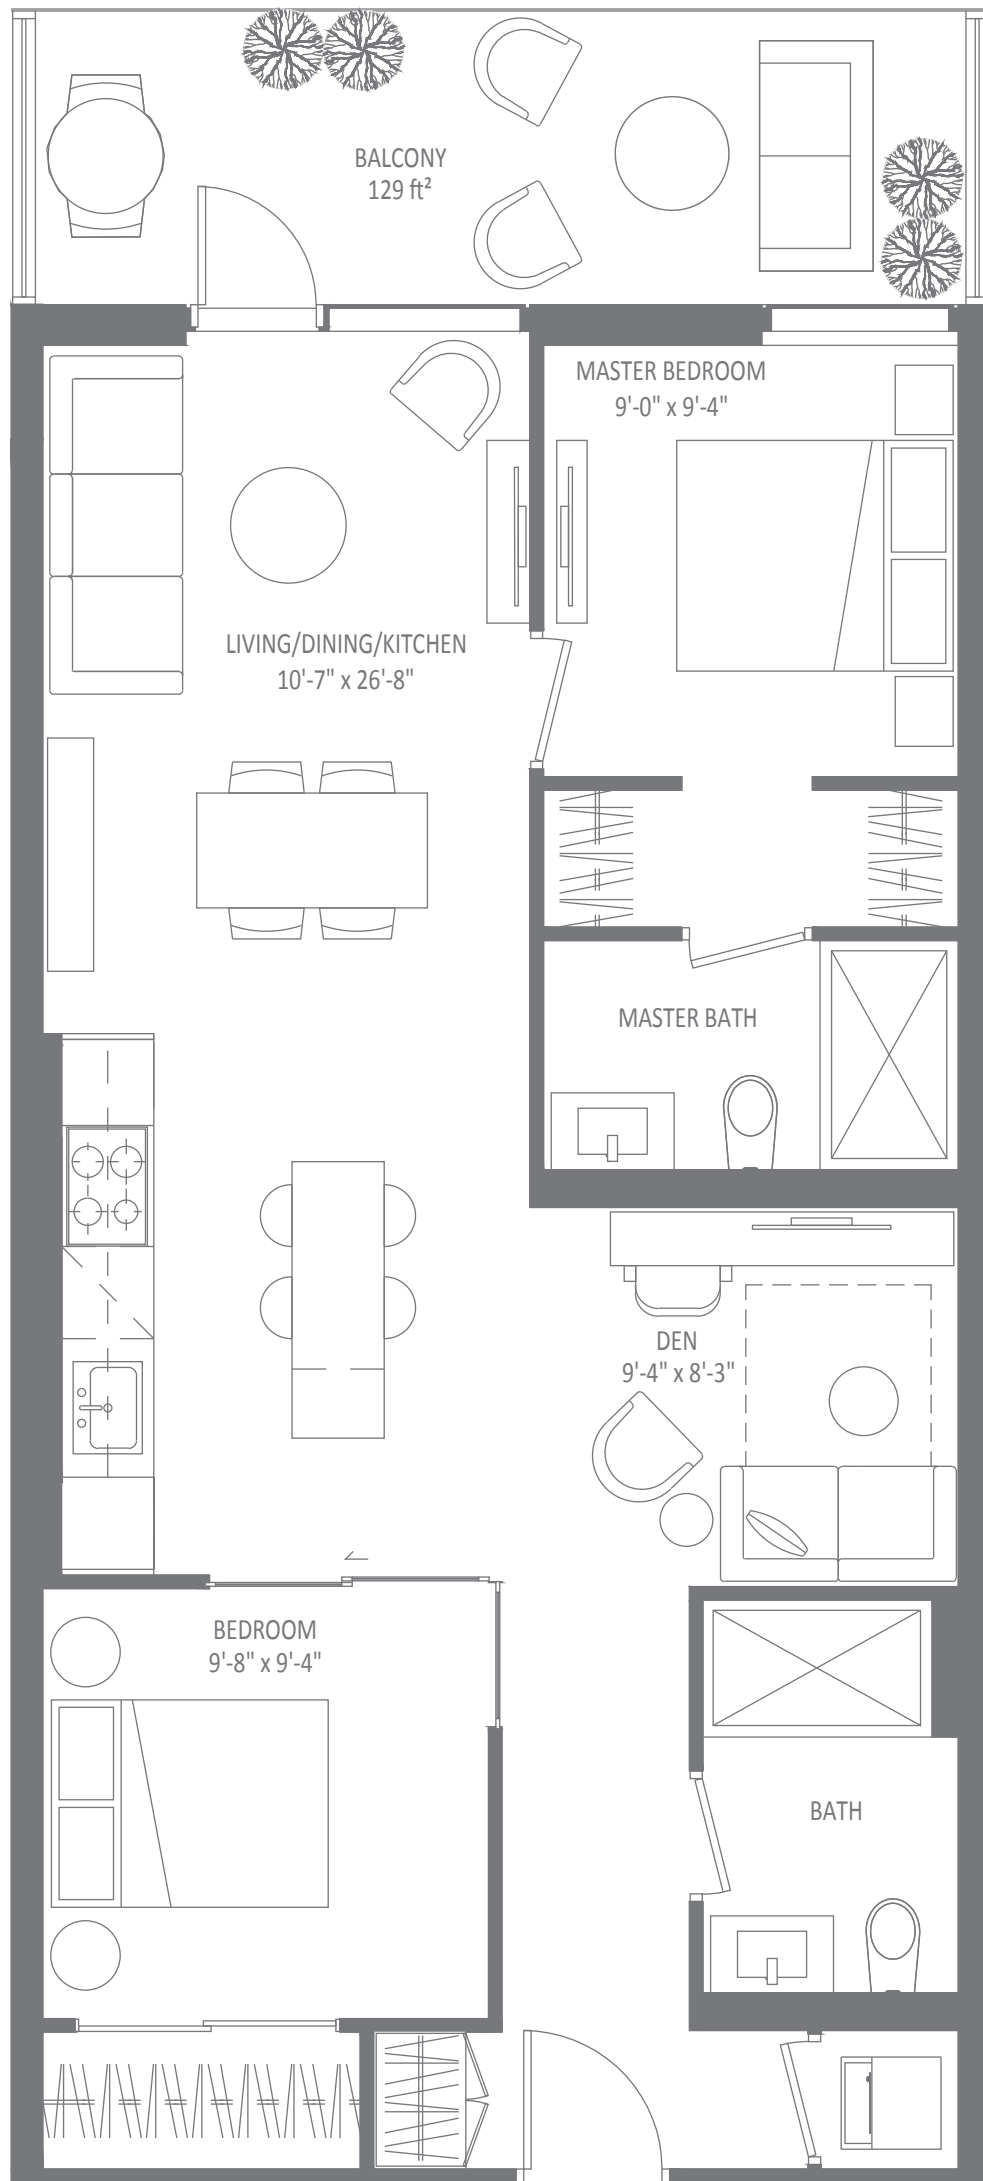 BALCONY
129 ft²
MASTER BEDROOM
9'-0" x 9'-4"
LIVING/DINING/KITCHEN
10'-7" x 26'-8"
MASTER BATH
DEN
9'-4" x 8'-3"
BEDROOM
9'-8" x 9'-4"
BATH